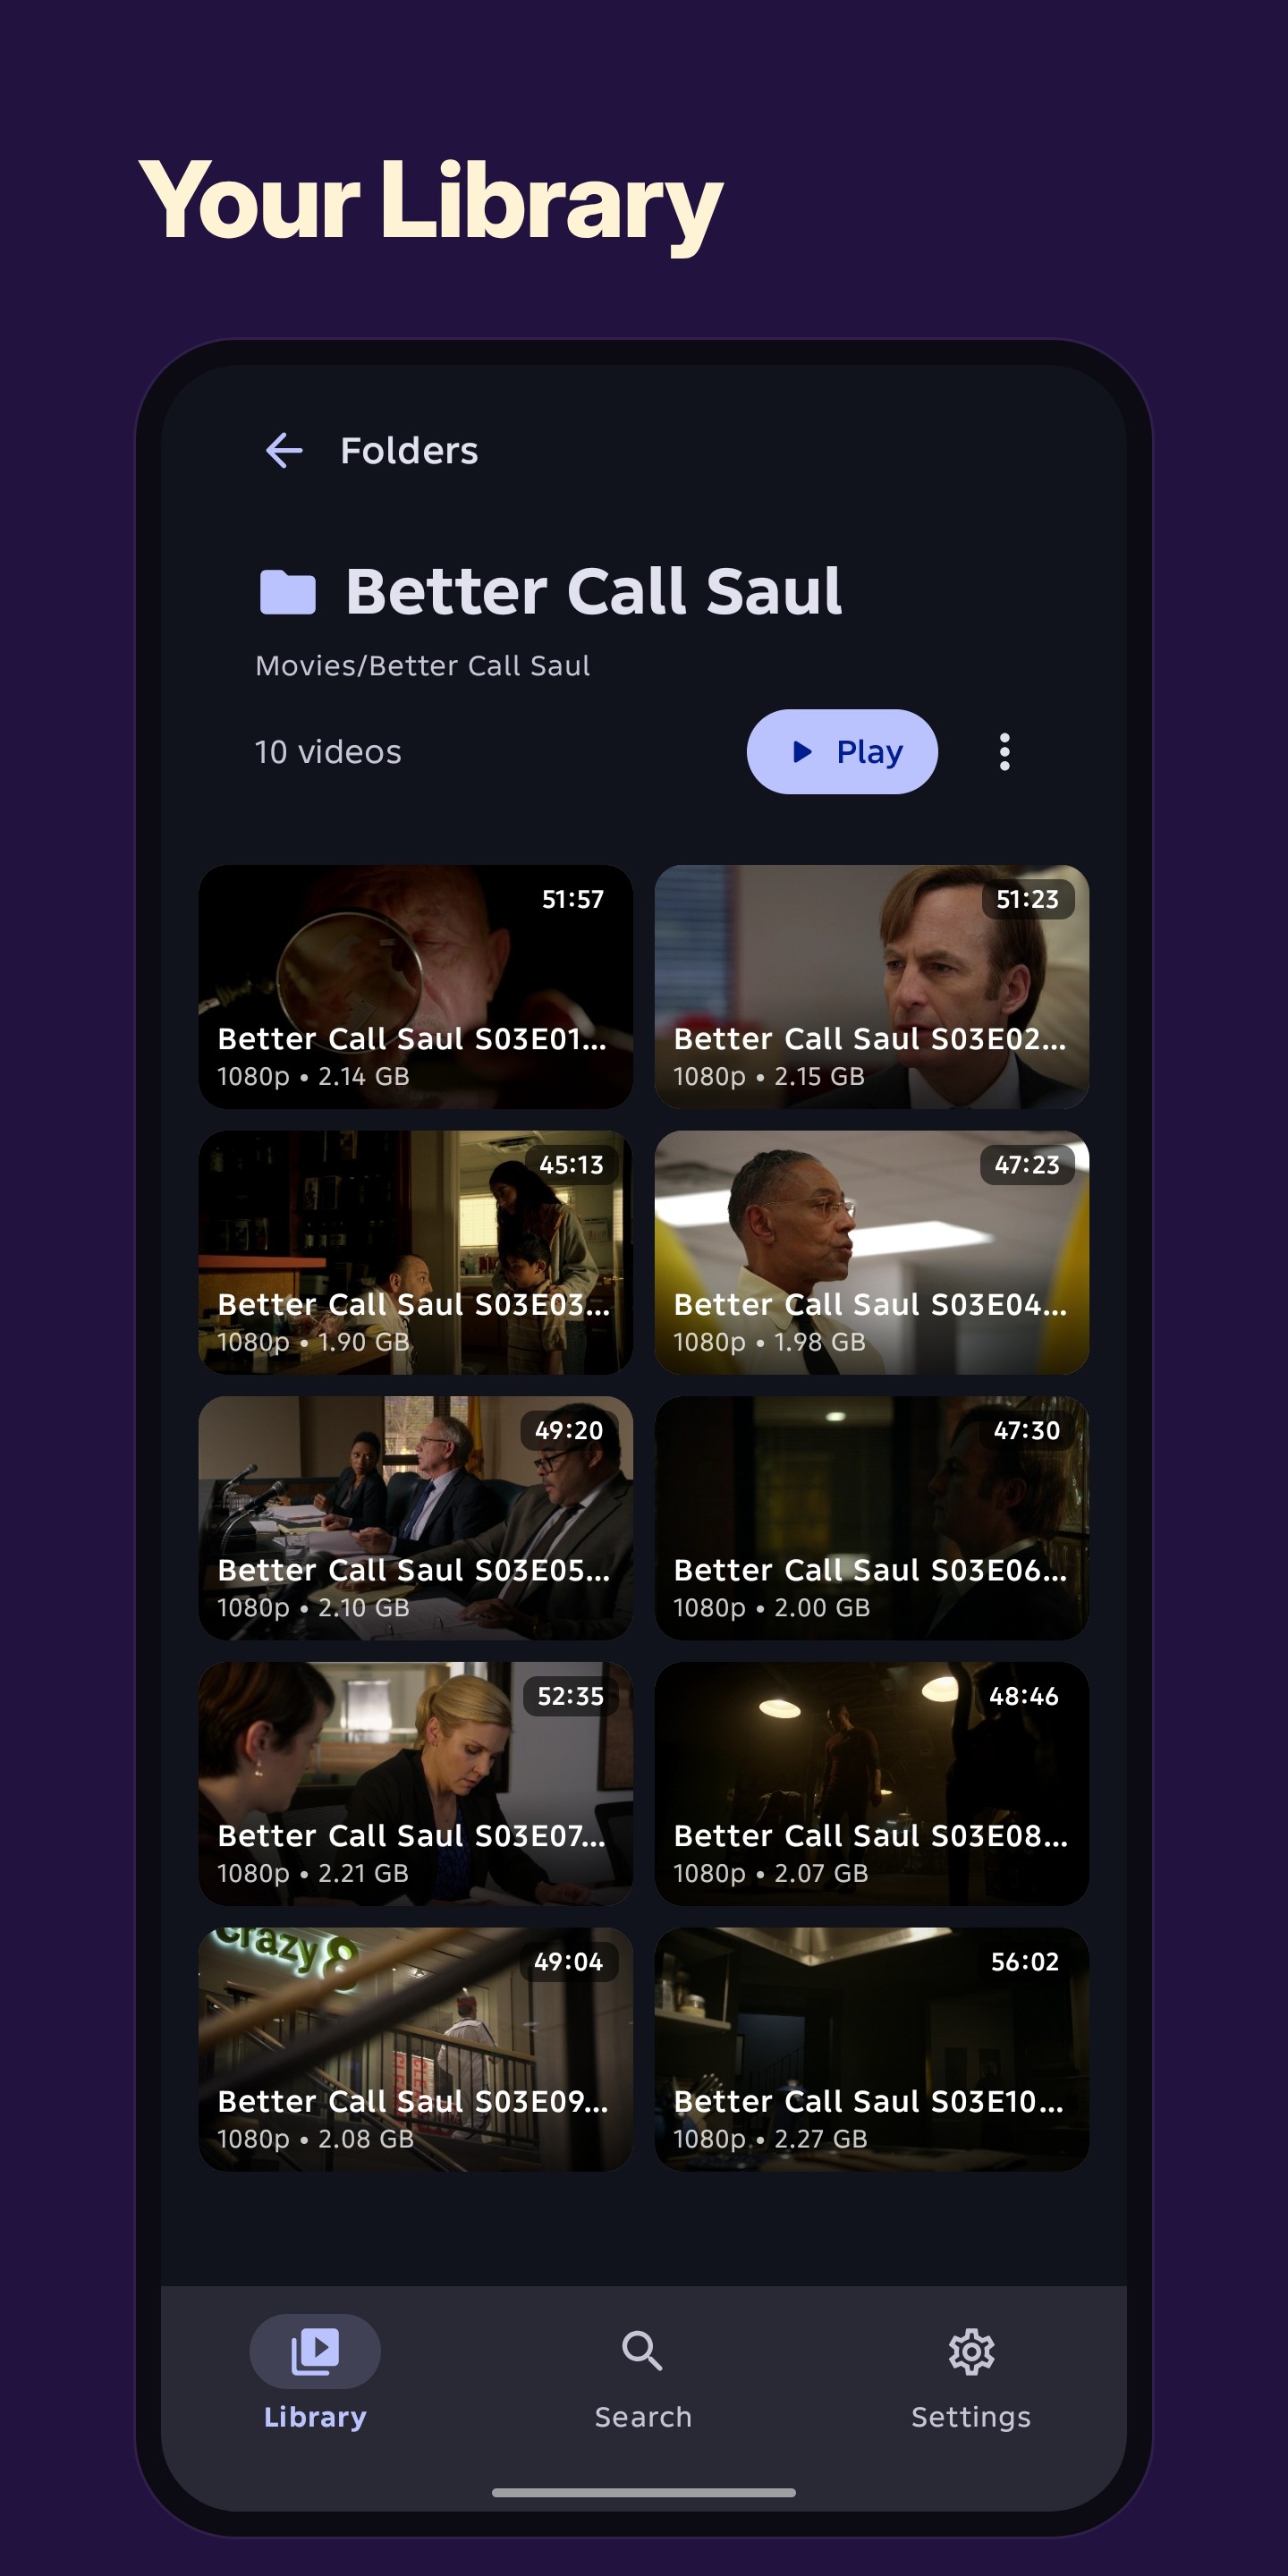 Your Library
Folders
Better Call Saul
Movies/Better Call Saul
10 videos
Play
51:57
Better Call Saul S03E01...
1080p • 2.14 GB
51:23
Better Call Saul S03E02...
1080p • 2.15 GB
45:13
Better Call Saul S03E03...
1080p • 1.90 GB
47:23
Better Call Saul S03E04...
1080p • 1.98 GB
49:20
Better Call Saul S03E05...
1080p • 2.10 GB
47:30
Better Call Saul S03E06...
1080p • 2.00 GB
52:35
Better Call Saul S03E07...
1080p • 2.21 GB
48:46
Better Call Saul S03E08...
1080p • 2.07 GB
crazy 8
49:04
Better Call Saul S03E09...
1080p • 2.08 GB
56:02
Better Call Saul S03E10...
1080p • 2.27 GB
Library
Search
Settings